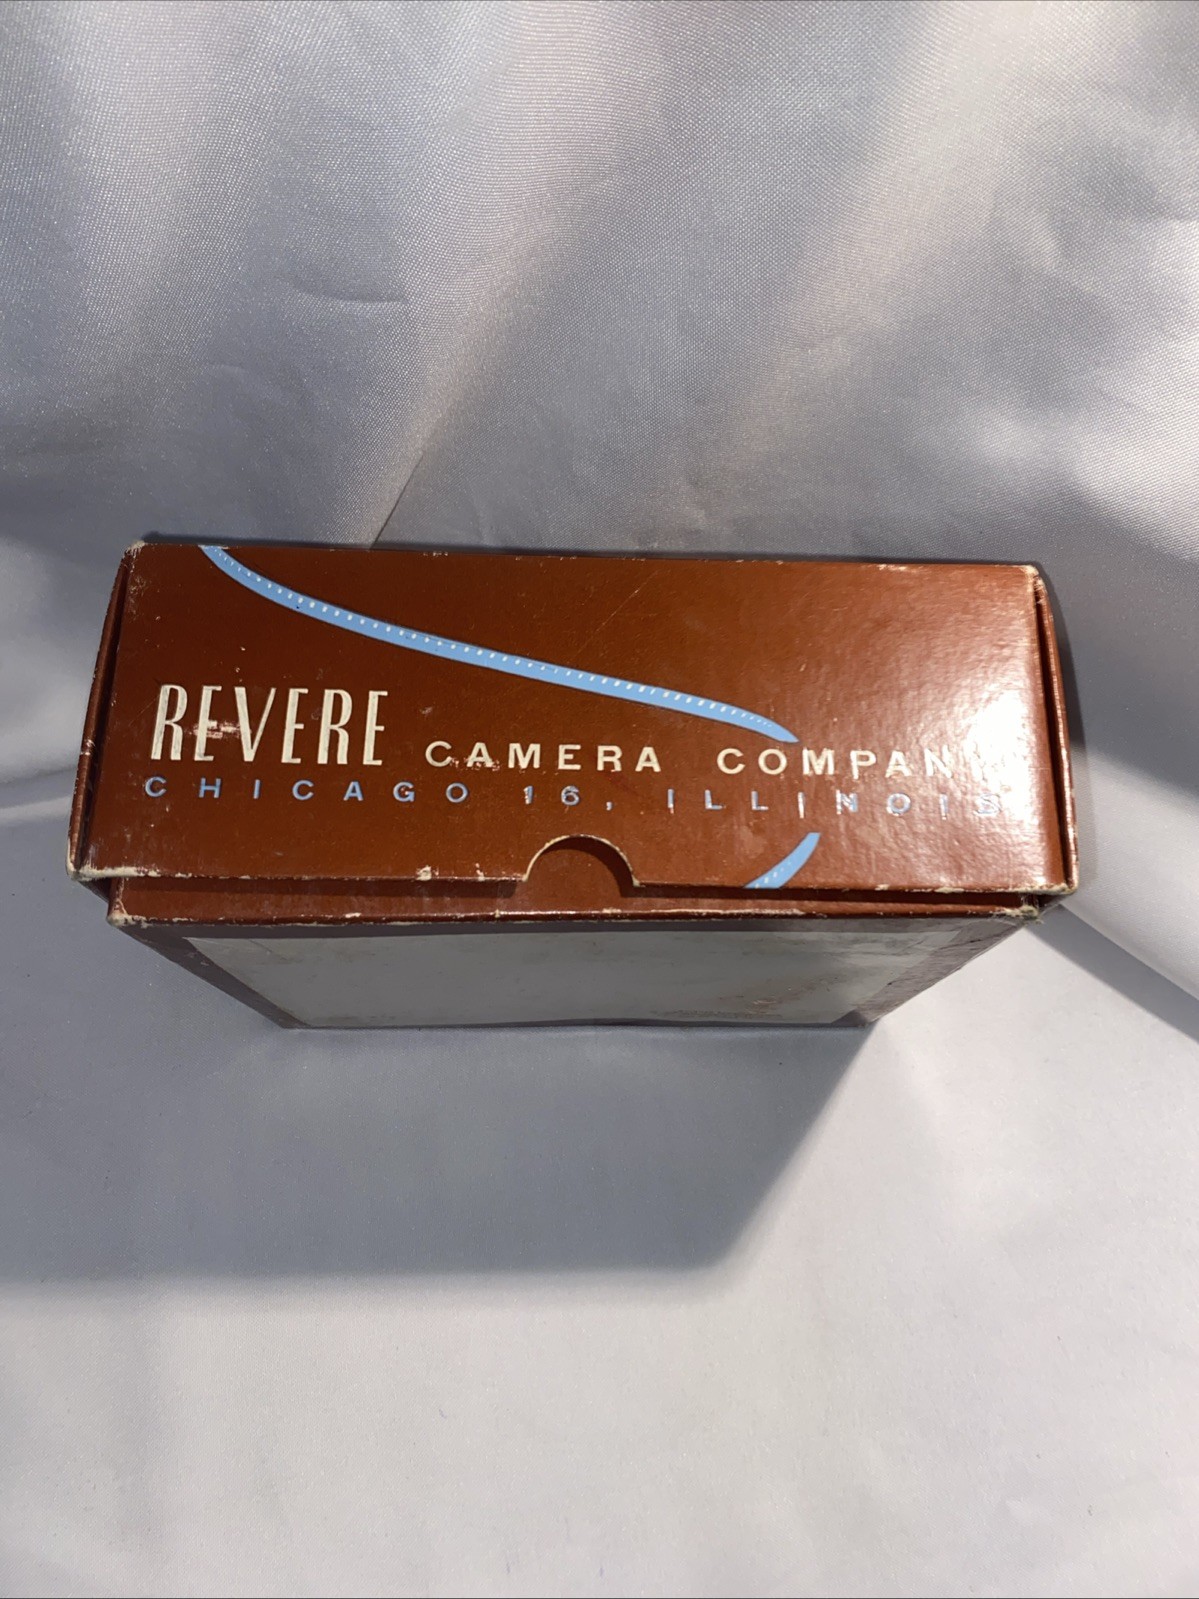 REVERE CAMERA COMPANY
CHICAGO 16, ILLINOIS